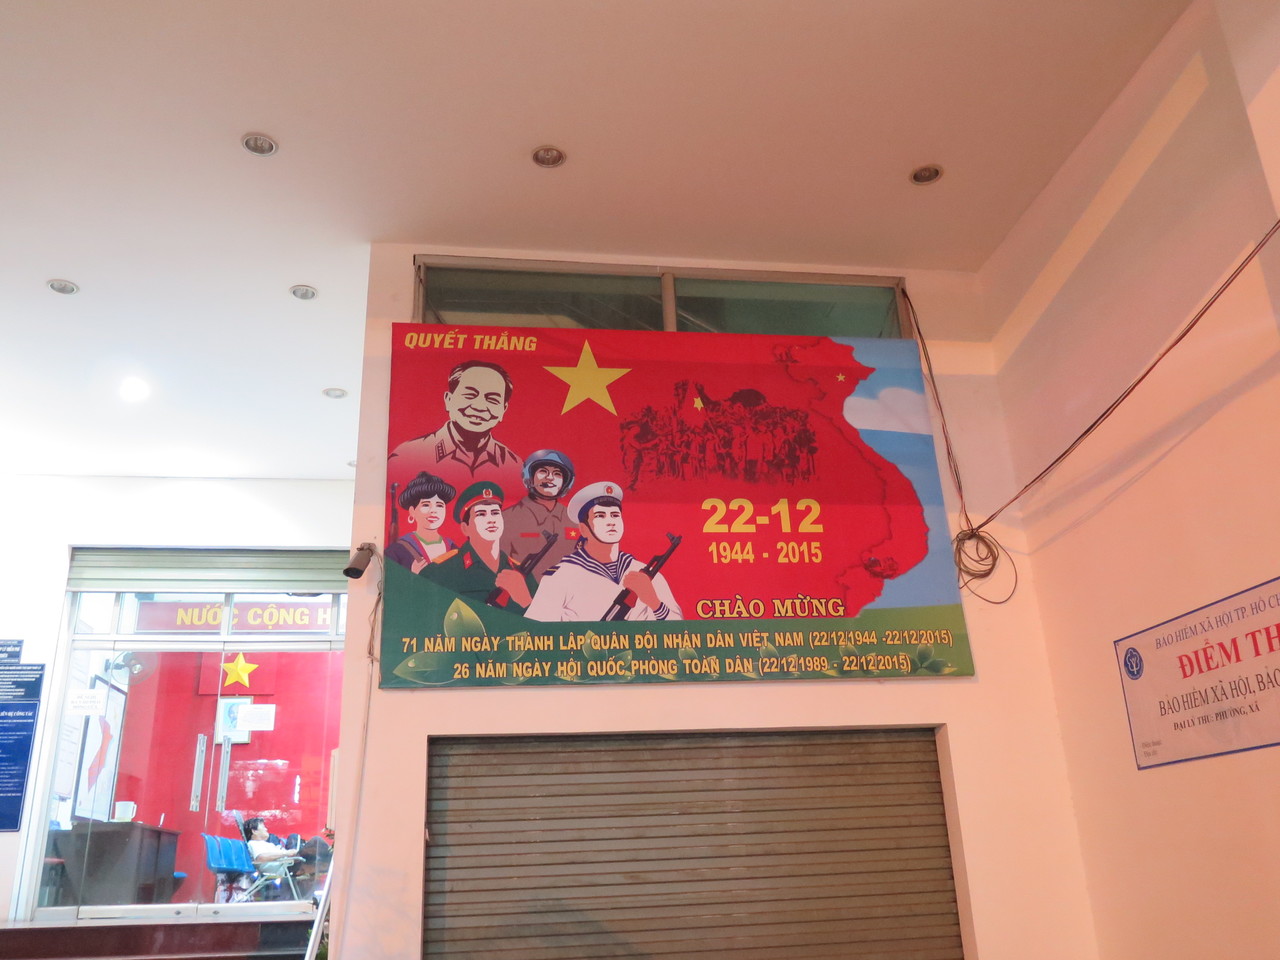 QUYẾT THẮNG
22-12
1944 - 2015
CHÀO MỪNG
71 NĂM NGÀY THÀNH LẬP QUÂN ĐỘI NHÂN DÂN VIỆT NAM (22/12/1944 -22/12/2015)
26 NĂM NGÀY HỘI QUỐC PHÒNG TOÀN DÂN (22/12/1989 - 22/12/2015)
NƯỚC CỘNG H
BẢO HIỂM XÃ HỘI TP. HỒ CH
ĐIỂM TH
BẢO HIỂM XÃ HỘI, BẢO
ĐẠI LÝ THU: PHƯỜNG, XÃ